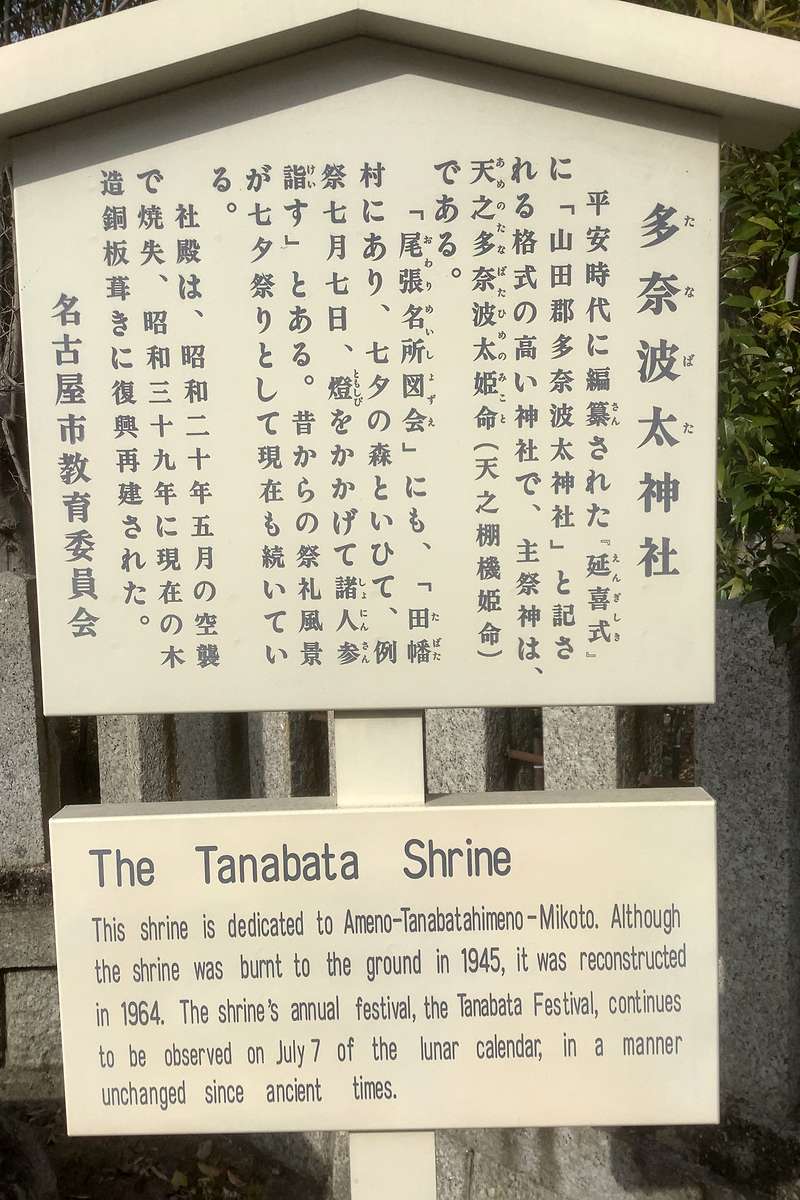 多奈波太神社
平安時代に編纂された『延喜式』
に「山田郡多奈波太神社」と記さ
れる格式の高い神社で、主祭神は、
天之多奈波太姫命(天之棚機姫命)
である。
「尾張名所図会」にも、「田幡
村にあり、七夕の森といひて、例
祭七月七日、燈をかかげて諸人参
詣す」とある。昔からの祭礼風景
が七夕祭りとして現在も続いてい
る。
社殿は、昭和二十年五月の空襲
で焼失、昭和三十九年に現在の木
造銅板葺きに復興再建された。
名古屋市教育委員会
The Tanabata Shrine
This shrine is dedicated to Ameno-Tanabatahimeno-Mikoto. Although
the shrine was burnt to the ground in 1945, it was reconstructed
in 1964. The shrine's annual festival, the Tanabata Festival, continues
to be observed on July 7 of the lunar calendar, in a manner
unchanged since ancient times.